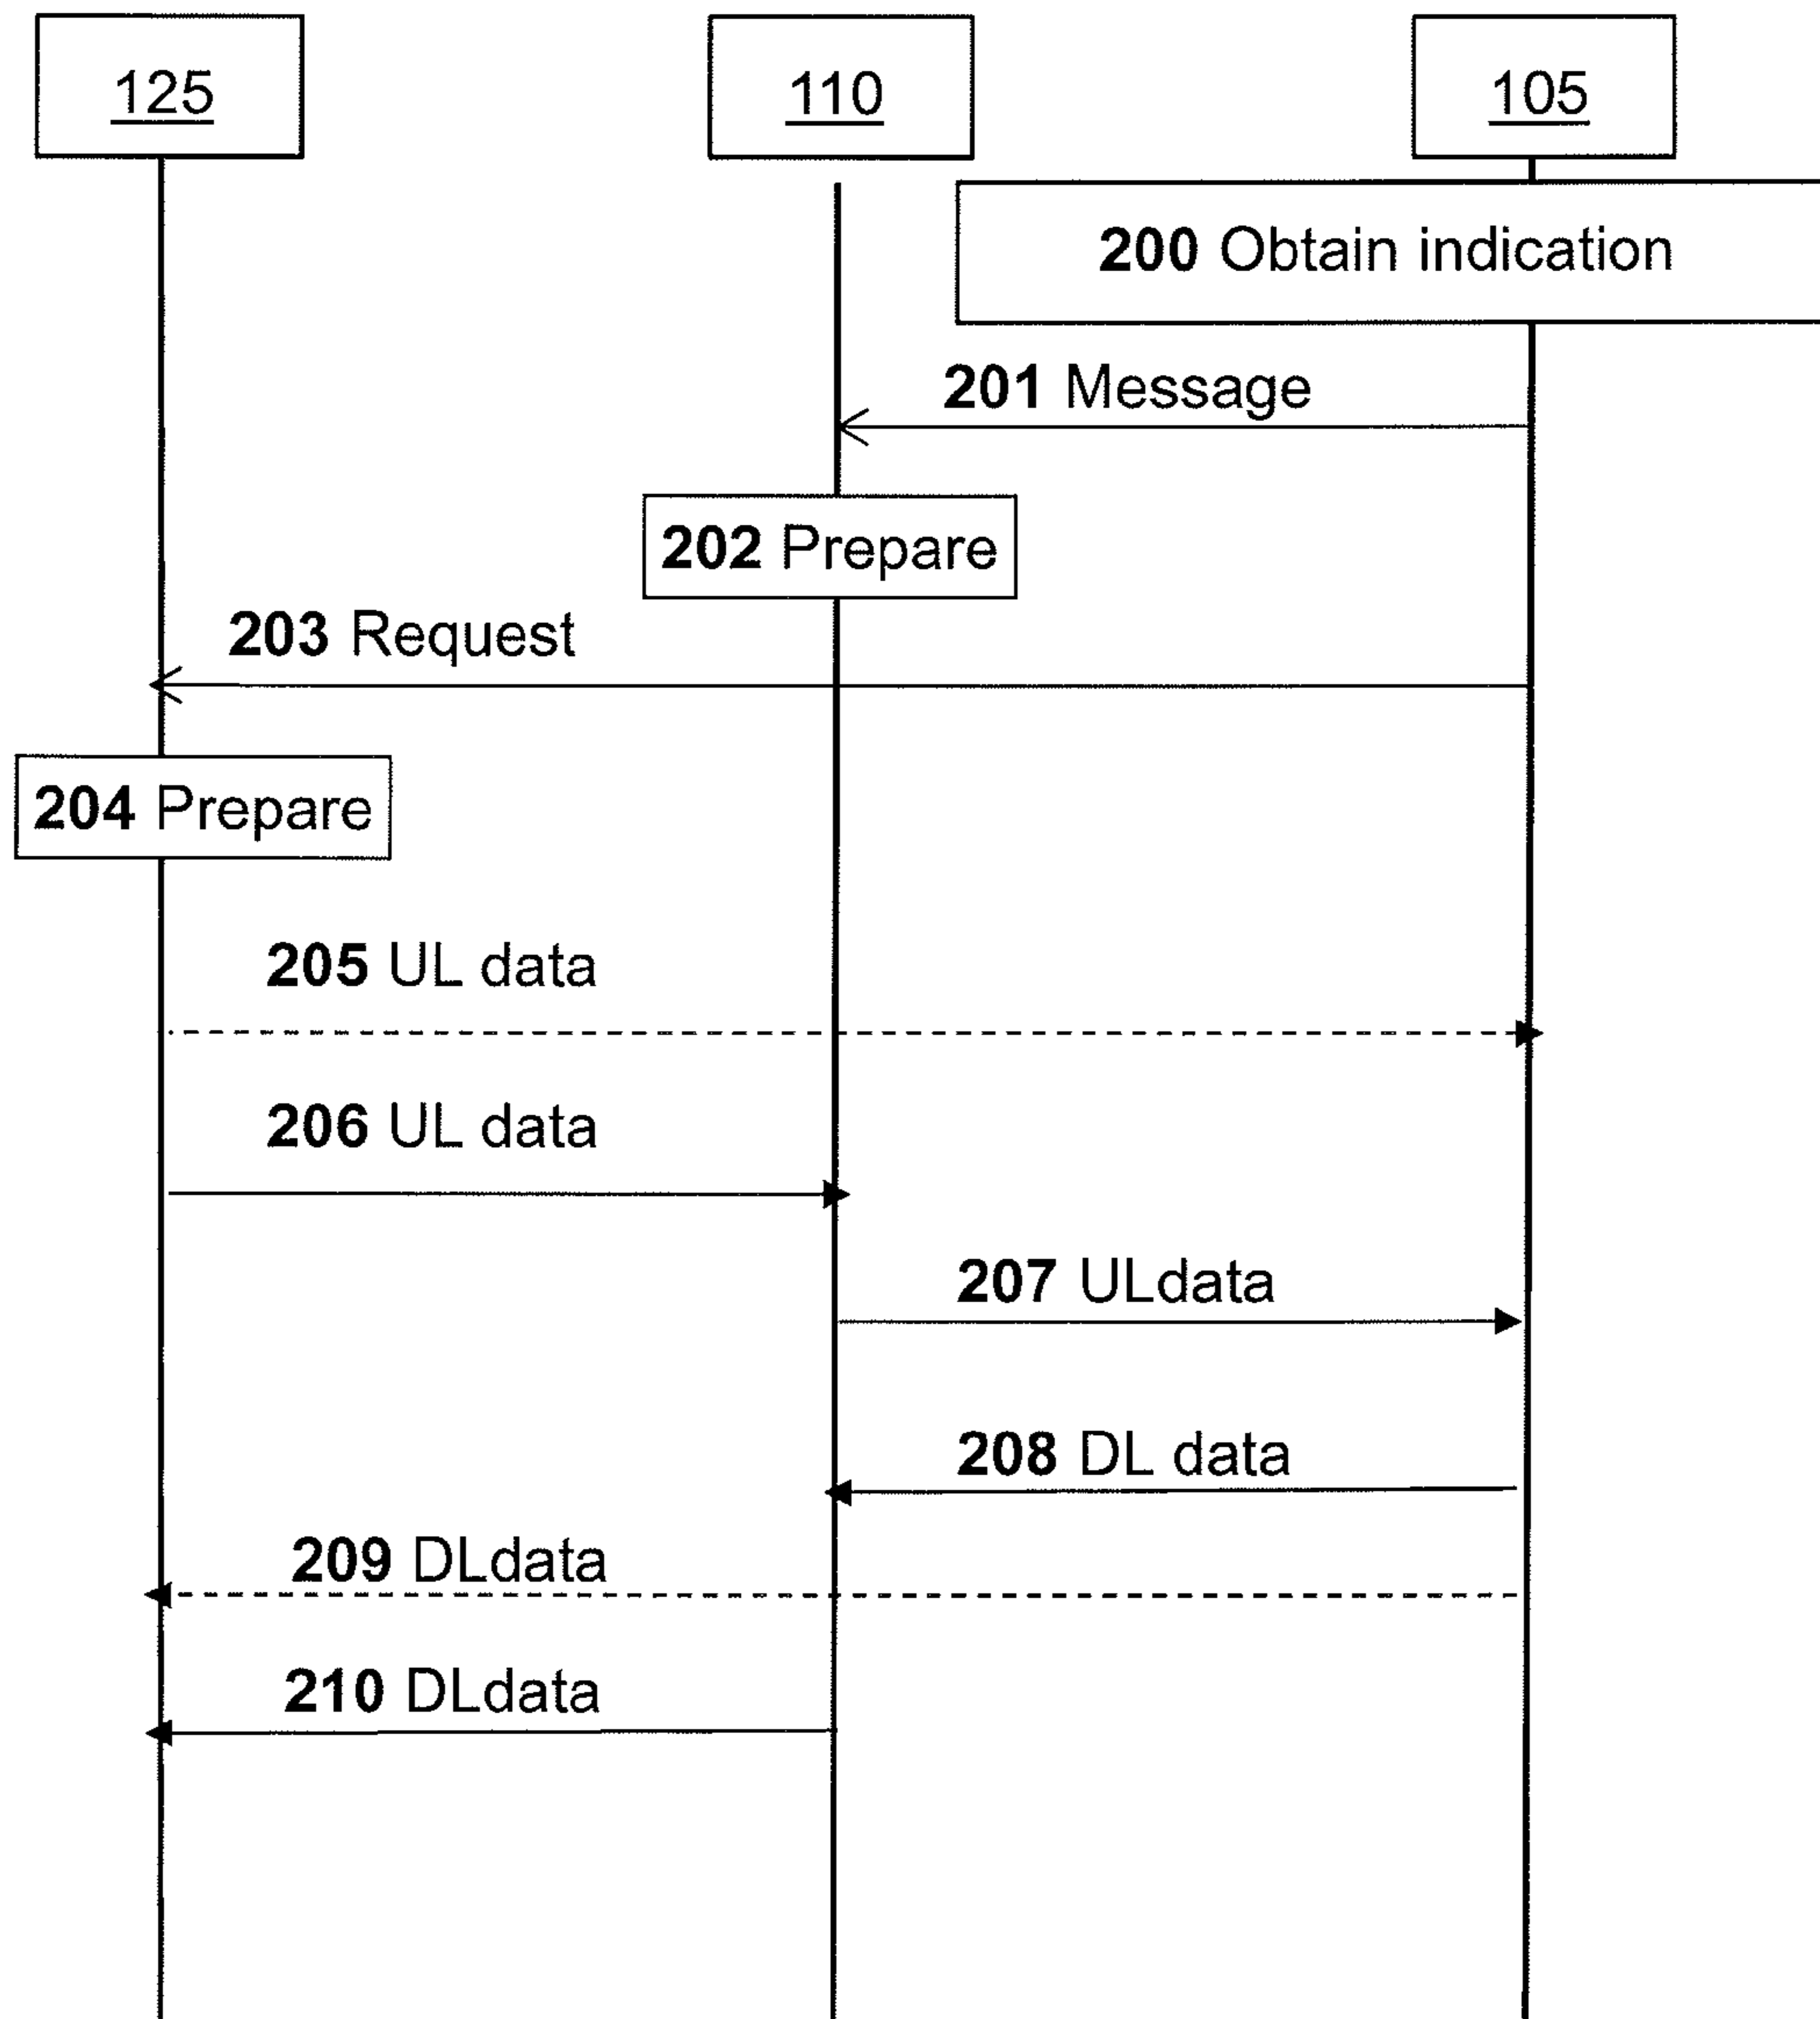 125
110
105
200 Obtain indication
201 Message
202 Prepare
203 Request
204 Prepare
205 UL data
206 UL data
207 ULdata
208 DL data
209 DLdata
210 DLdata